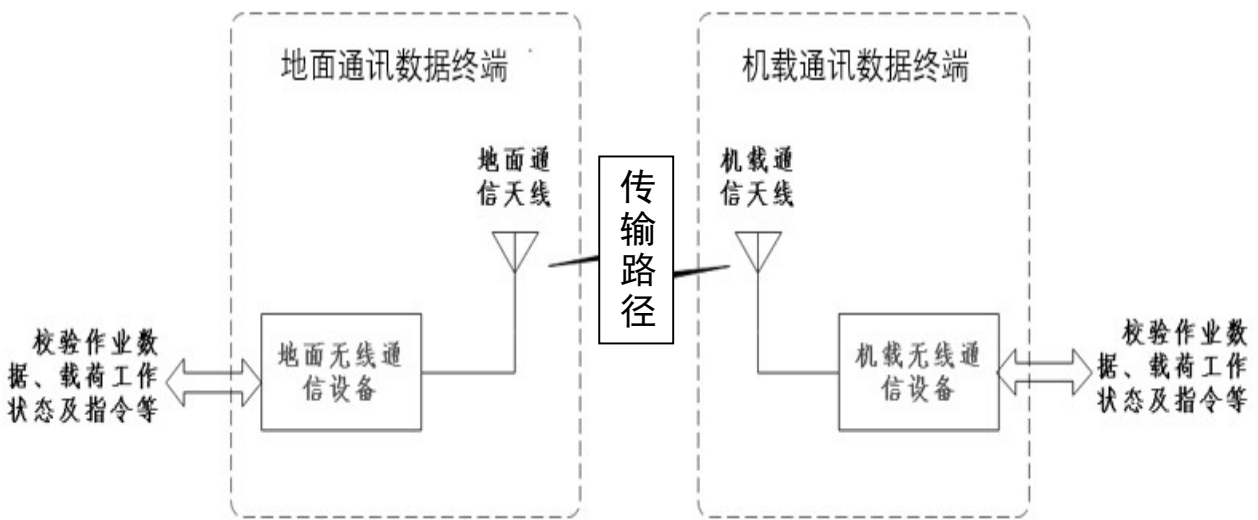 地面通讯数据终端
机载通讯数据终端
地面通
信天线
传
输
路
径
机载通
信天线
校验作业数
据、载荷工作
状态及指令等
地面无线通
信设备
机载无线通
信设备
校验作业数
据、载荷工作
状态及指令等